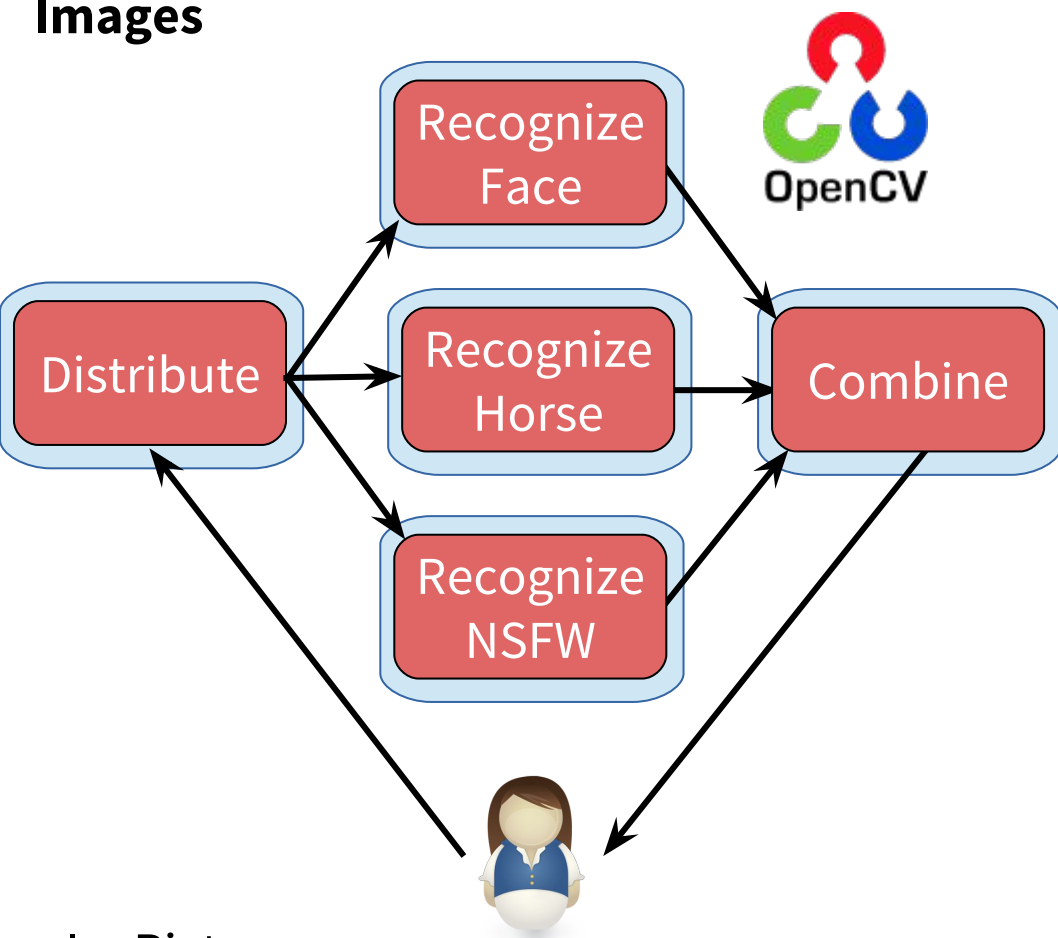 Images
Recognize
Face
OpenCV
Distribute
Recognize
Horse
Combine
Recognize
NSFW